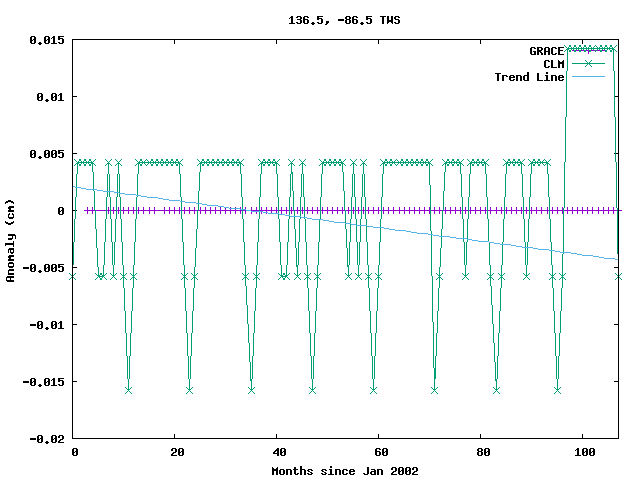 136.5, -86.5 TWS
0.015
0.01
0.005
0
-0.005
-0.01
-0.015
-0.02
Anomaly (cm)
GRACE
CLM
Trend Line
0 20 40 60 80 100
Months since Jan 2002